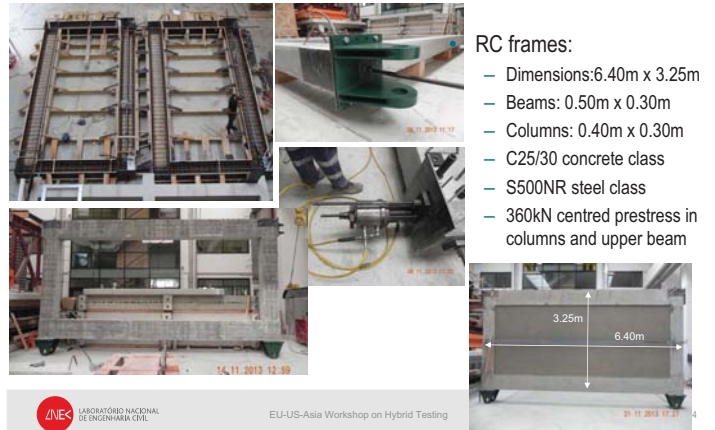 RC frames:
– Dimensions:6.40m x 3.25m
– Beams: 0.50m x 0.30m
– Columns: 0.40m x 0.30m
– C25/30 concrete class
– S500NR steel class
– 360kN centred prestress in
columns and upper beam
14 11 2013 12 59
3.25m
6.40m
LNEC
LABORATÓRIO NACIONAL
DE ENGENHARIA CIVIL
EU-US-Asia Workshop on Hybrid Testing
4